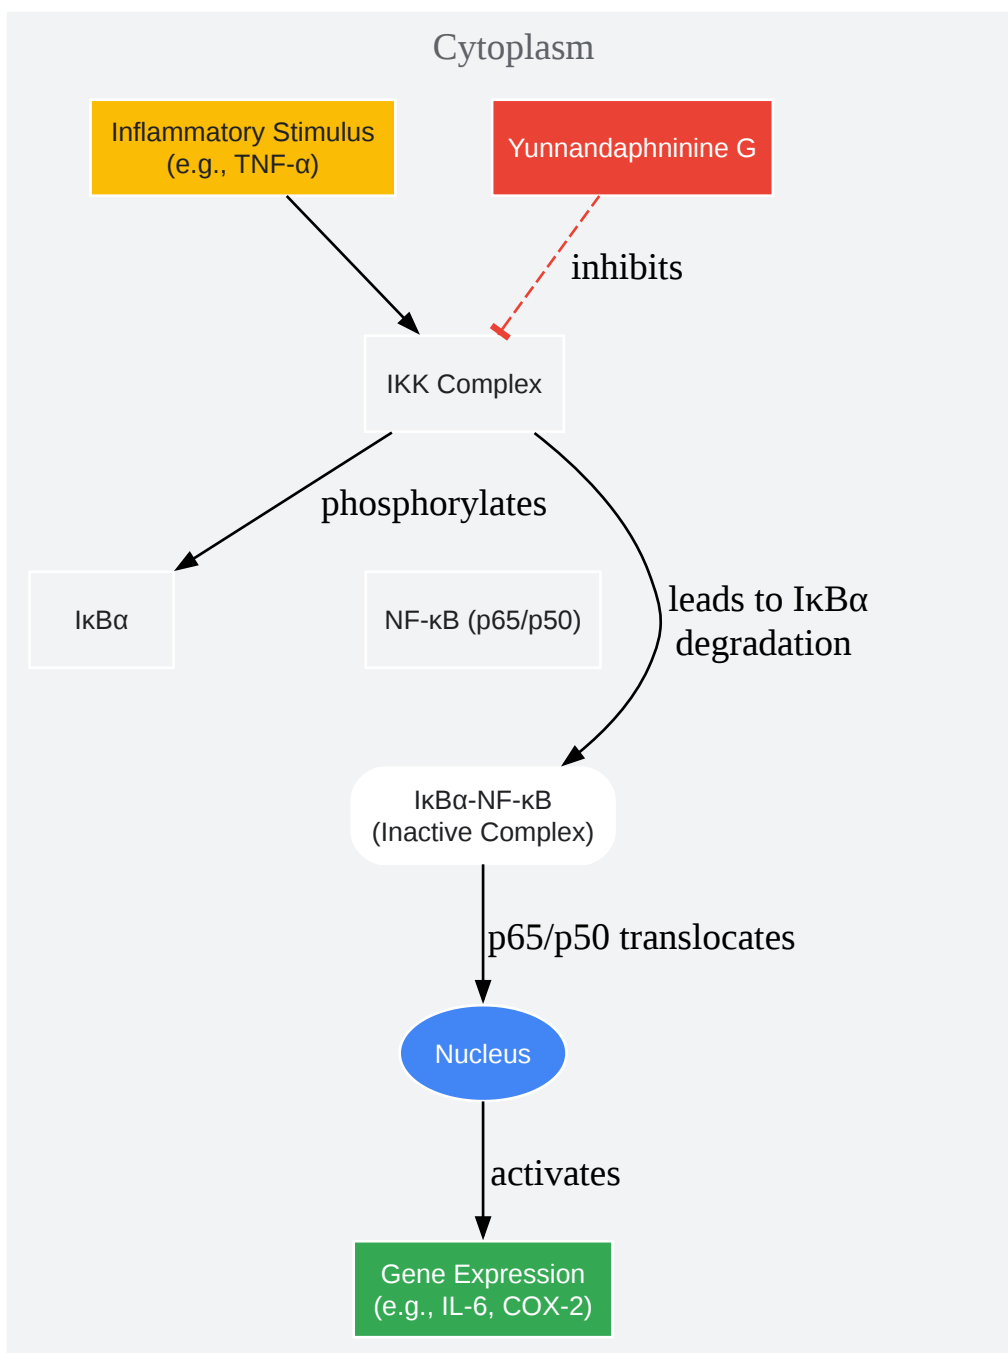 Cytoplasm
Inflammatory Stimulus
(e.g., TNF-α)
Yunnandaphninine G
inhibits
IKK Complex
phosphorylates
IκBα
NF-κB (p65/p50)
leads to IκBα
degradation
IκBα-NF-κB
(Inactive Complex)
p65/p50 translocates
Nucleus
activates
Gene Expression
(e.g., IL-6, COX-2)